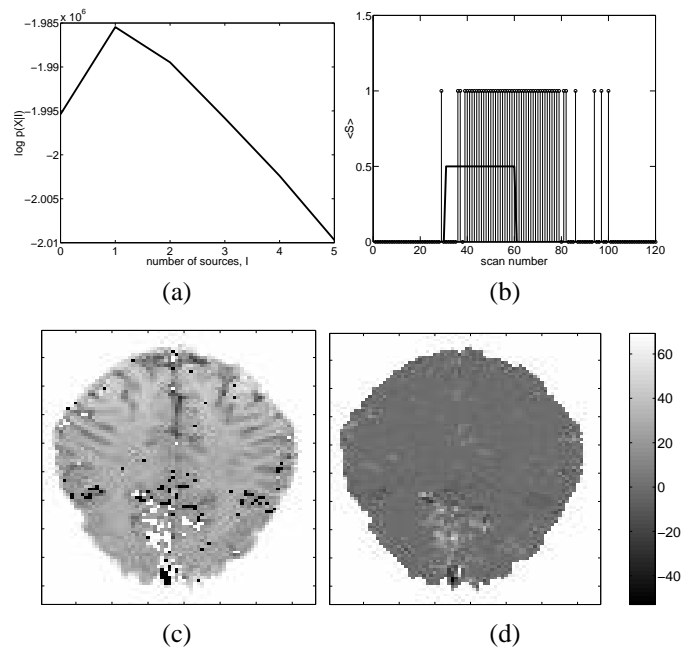 x 10^6
−1.985
−1.99
−1.995
−2
−2.005
−2.01
log p(X|I)
0 1 2 3 4 5
number of sources, I
(a)
1.5
1
0.5
0
<S>
0 20 40 60 80 100 120
scan number
(b)
60
40
20
0
−20
−40
(c)
(d)